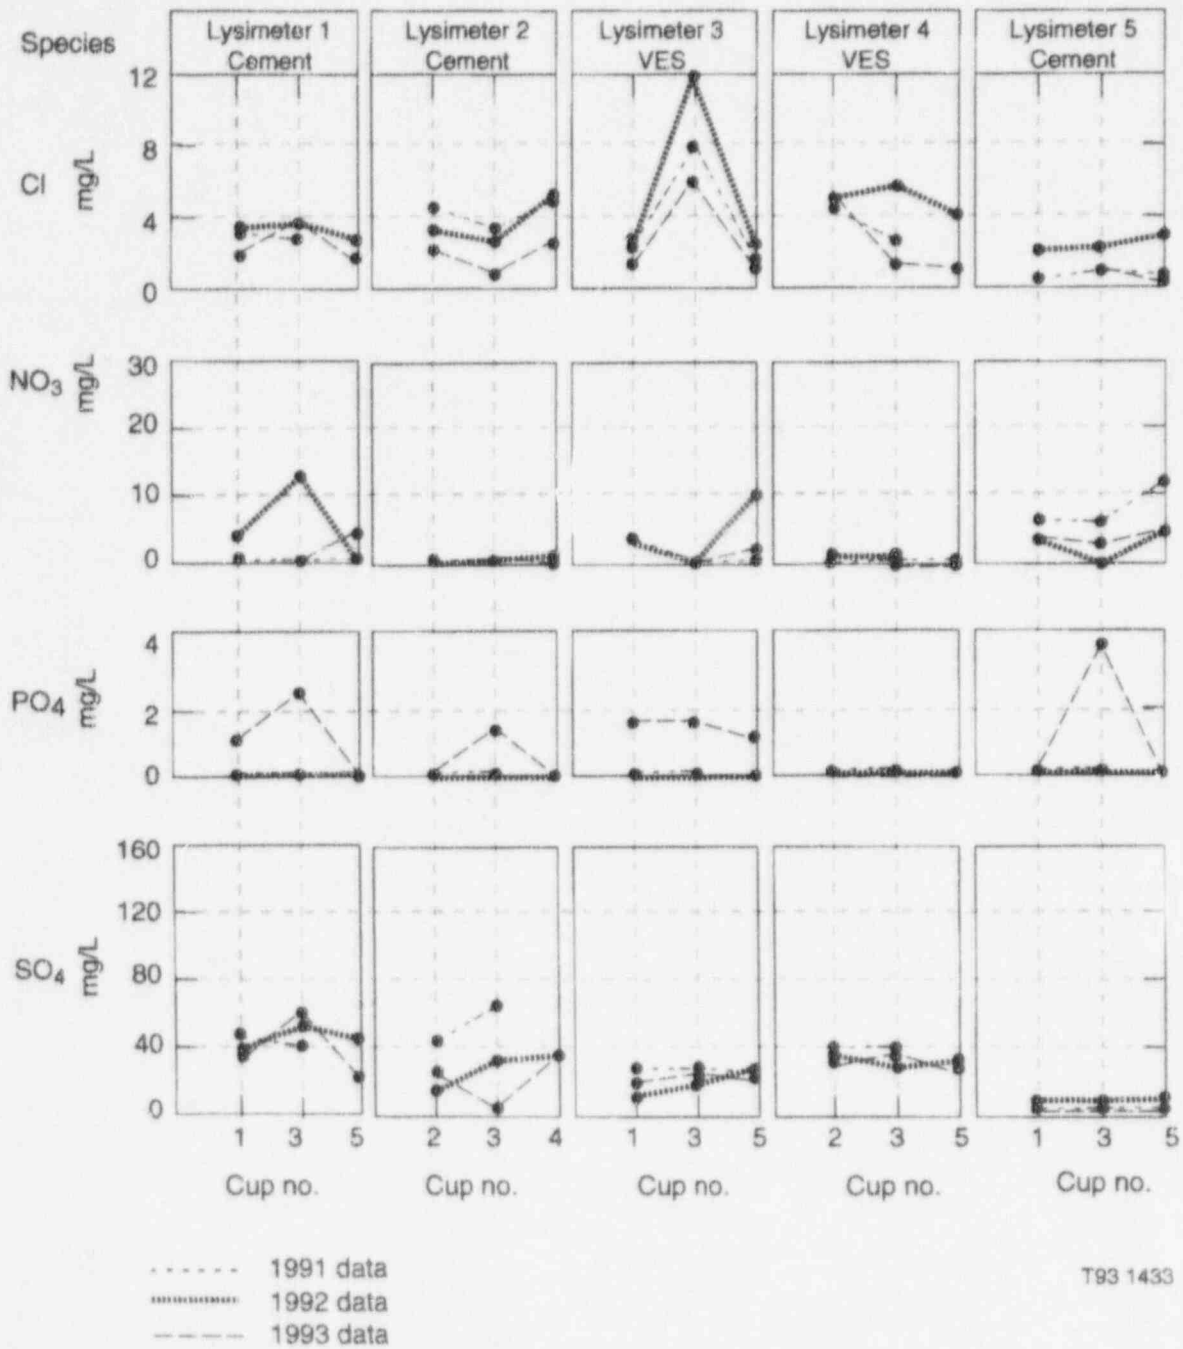 Species
Lysimeter 1 Lysimeter 2 Lysimeter 3 Lysimeter 4 Lysimeter 5
Cement Cement VES VES Cement
12
8
Cl mg/L
4
0
30
NO₃ mg/L
20
10
0
4
PO₄ mg/L
2
0
160
120
SO₄ mg/L
80
40
0
1 3 5 2 3 4 1 3 5 2 3 5 1 3 5
Cup no. Cup no. Cup no. Cup no. Cup no.
1991 data
T93 1433
1992 data
1993 data